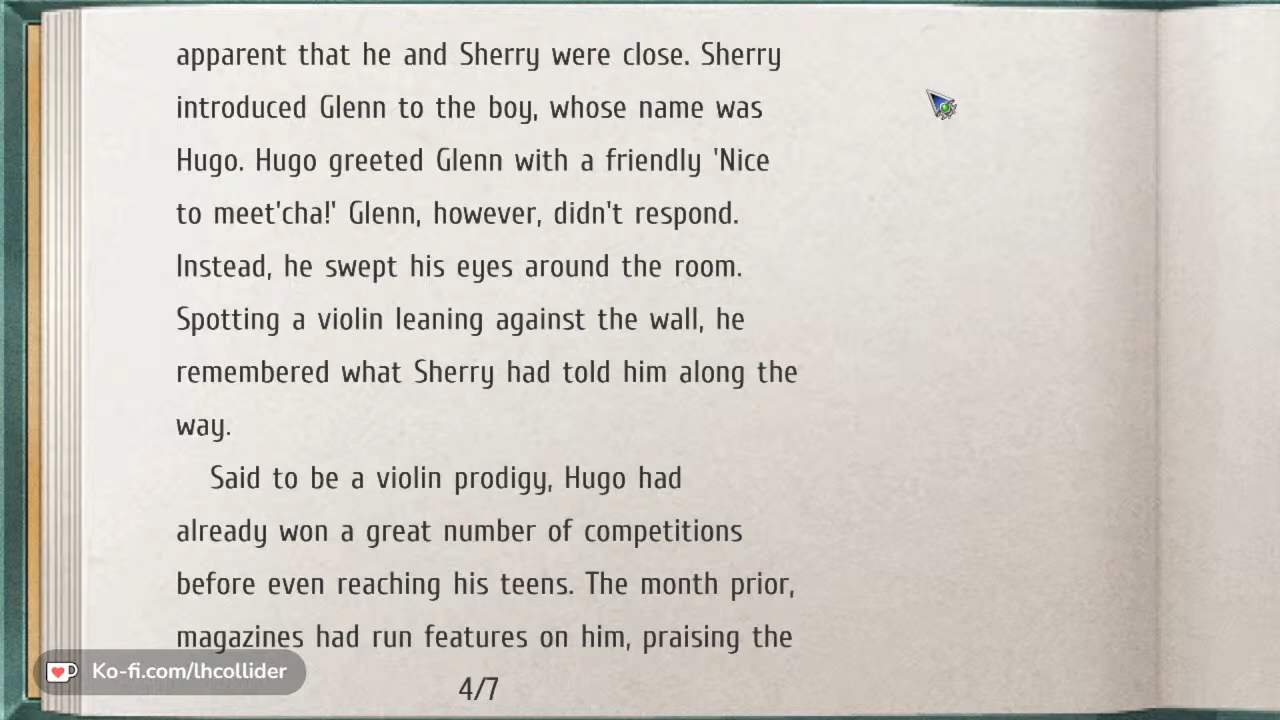 apparent that he and Sherry were close. Sherry
introduced Glenn to the boy, whose name was
Hugo. Hugo greeted Glenn with a friendly 'Nice
to meet'cha!' Glenn, however, didn't respond.
Instead, he swept his eyes around the room.
Spotting a violin leaning against the wall, he
remembered what Sherry had told him along the
way.
Said to be a violin prodigy, Hugo had
already won a great number of competitions
before even reaching his teens. The month prior,
magazines had run features on him, praising the
Ko-fi.com/lhcollider
4/7